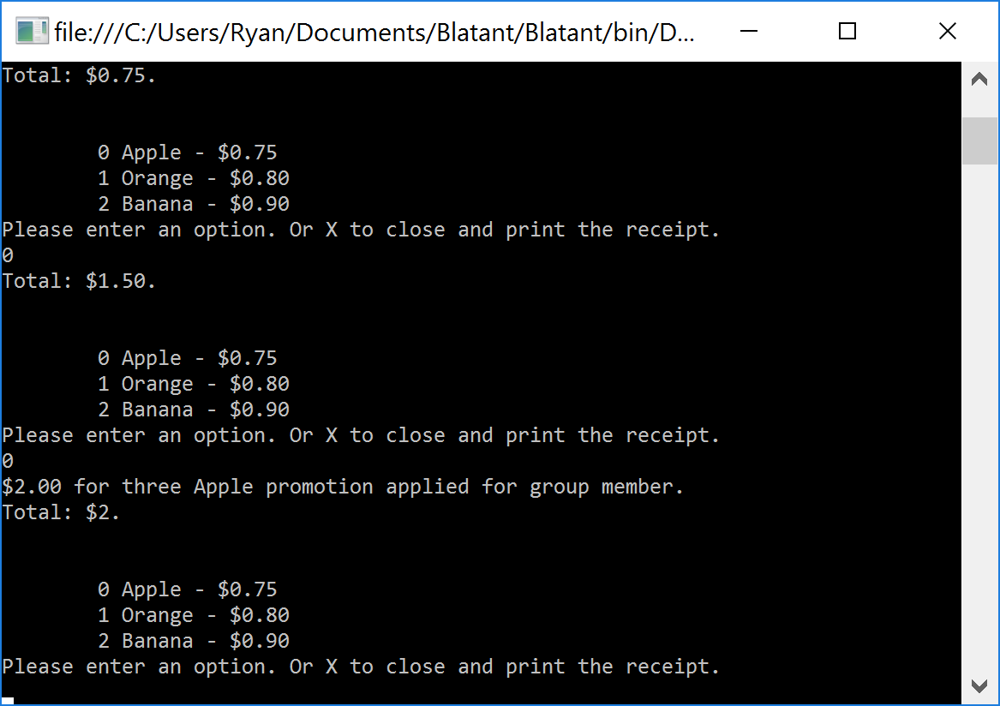 file:///C:/Users/Ryan/Documents/Blatant/Blatant/bin/D...
Total: $0.75.
0 Apple - $0.75
1 Orange - $0.80
2 Banana - $0.90
Please enter an option. Or X to close and print the receipt.
0
Total: $1.50.
0 Apple - $0.75
1 Orange - $0.80
2 Banana - $0.90
Please enter an option. Or X to close and print the receipt.
0
$2.00 for three Apple promotion applied for group member.
Total: $2.
0 Apple - $0.75
1 Orange - $0.80
2 Banana - $0.90
Please enter an option. Or X to close and print the receipt.